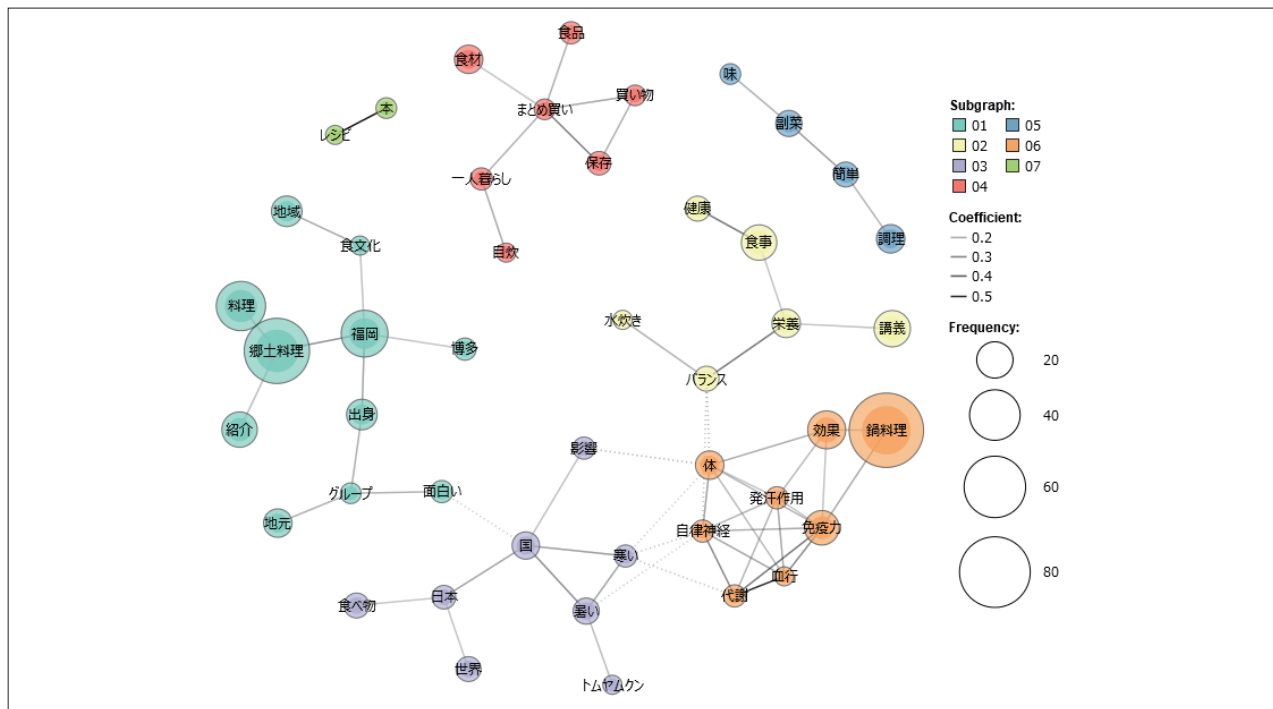 食品
食材
買い物
まとめ買い
本
レシピ
保存
一人暮らし
自炊
味
副菜
簡単
調理
Subgraph:
01
05
02
06
03
07
04
Coefficient:
0.2
0.3
0.4
0.5
Frequency:
20
40
60
80
地域
食文化
料理
郷土料理
福岡
博多
紹介
出身
グループ
面白い
地元
健康
食事
水炊き
栄養
講義
バランス
影響
体
効果
鍋料理
発汗作用
自律神経
免疫力
血行
代謝
国
寒い
暑い
食べ物
日本
世界
トムヤムクン